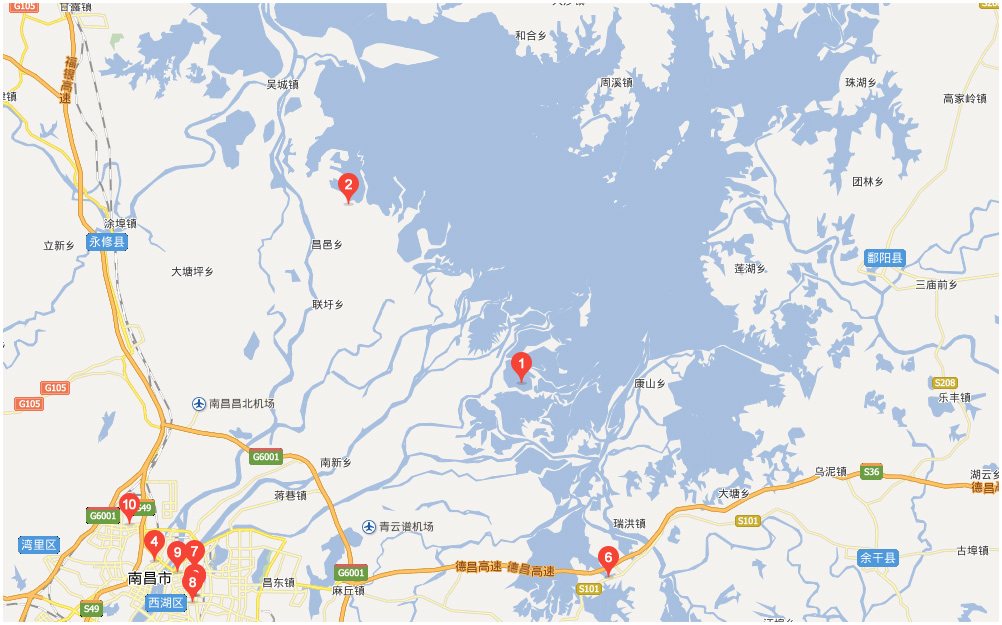 G105
甘露镇
和合乡
福银高速
吴城镇
周溪镇
珠湖乡
高家岭镇
团林乡
2
涂埠镇
立新乡
永修县
昌邑乡
大塘坪乡
莲湖乡
鄱阳县
三庙前乡
联圩乡
1
康山乡
G105
G105
南昌昌北机场
S208
乐丰镇
G6001
南新乡
乌泥镇
S36
湖云乡
德昌
蒋巷镇
大塘乡
10
S49
G6001
青云谱机场
瑞洪镇
S101
湾里区
4
9
7
6
余干县
古埠镇
南昌市
8
昌东镇
G6001
德昌高速
德昌高速
麻丘镇
S101
西湖区
S49